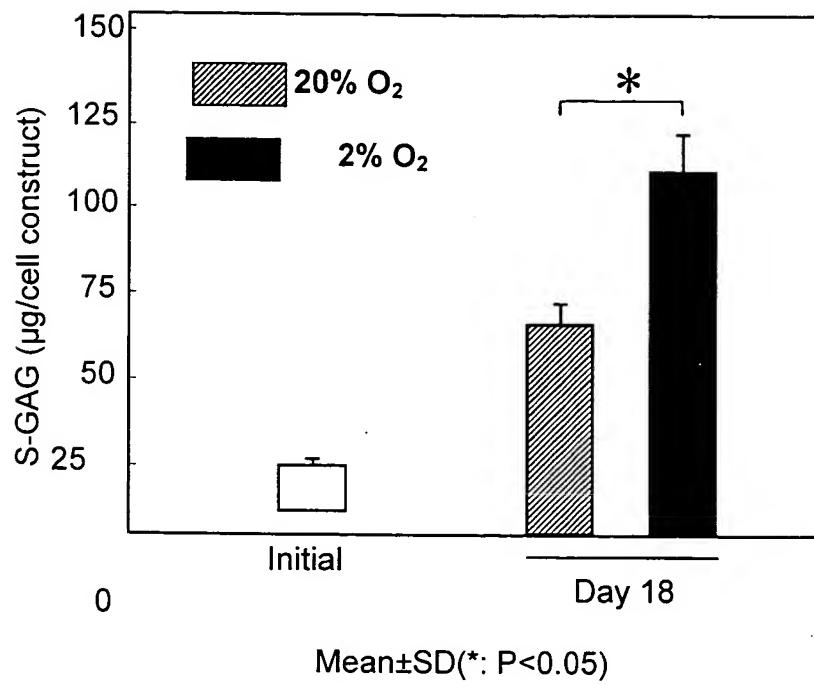 150
125
100
75
50
25
0
S-GAG (µg/cell construct)
20% O₂
2% O₂
*
Initial
Day 18
Mean±SD(*: P<0.05)